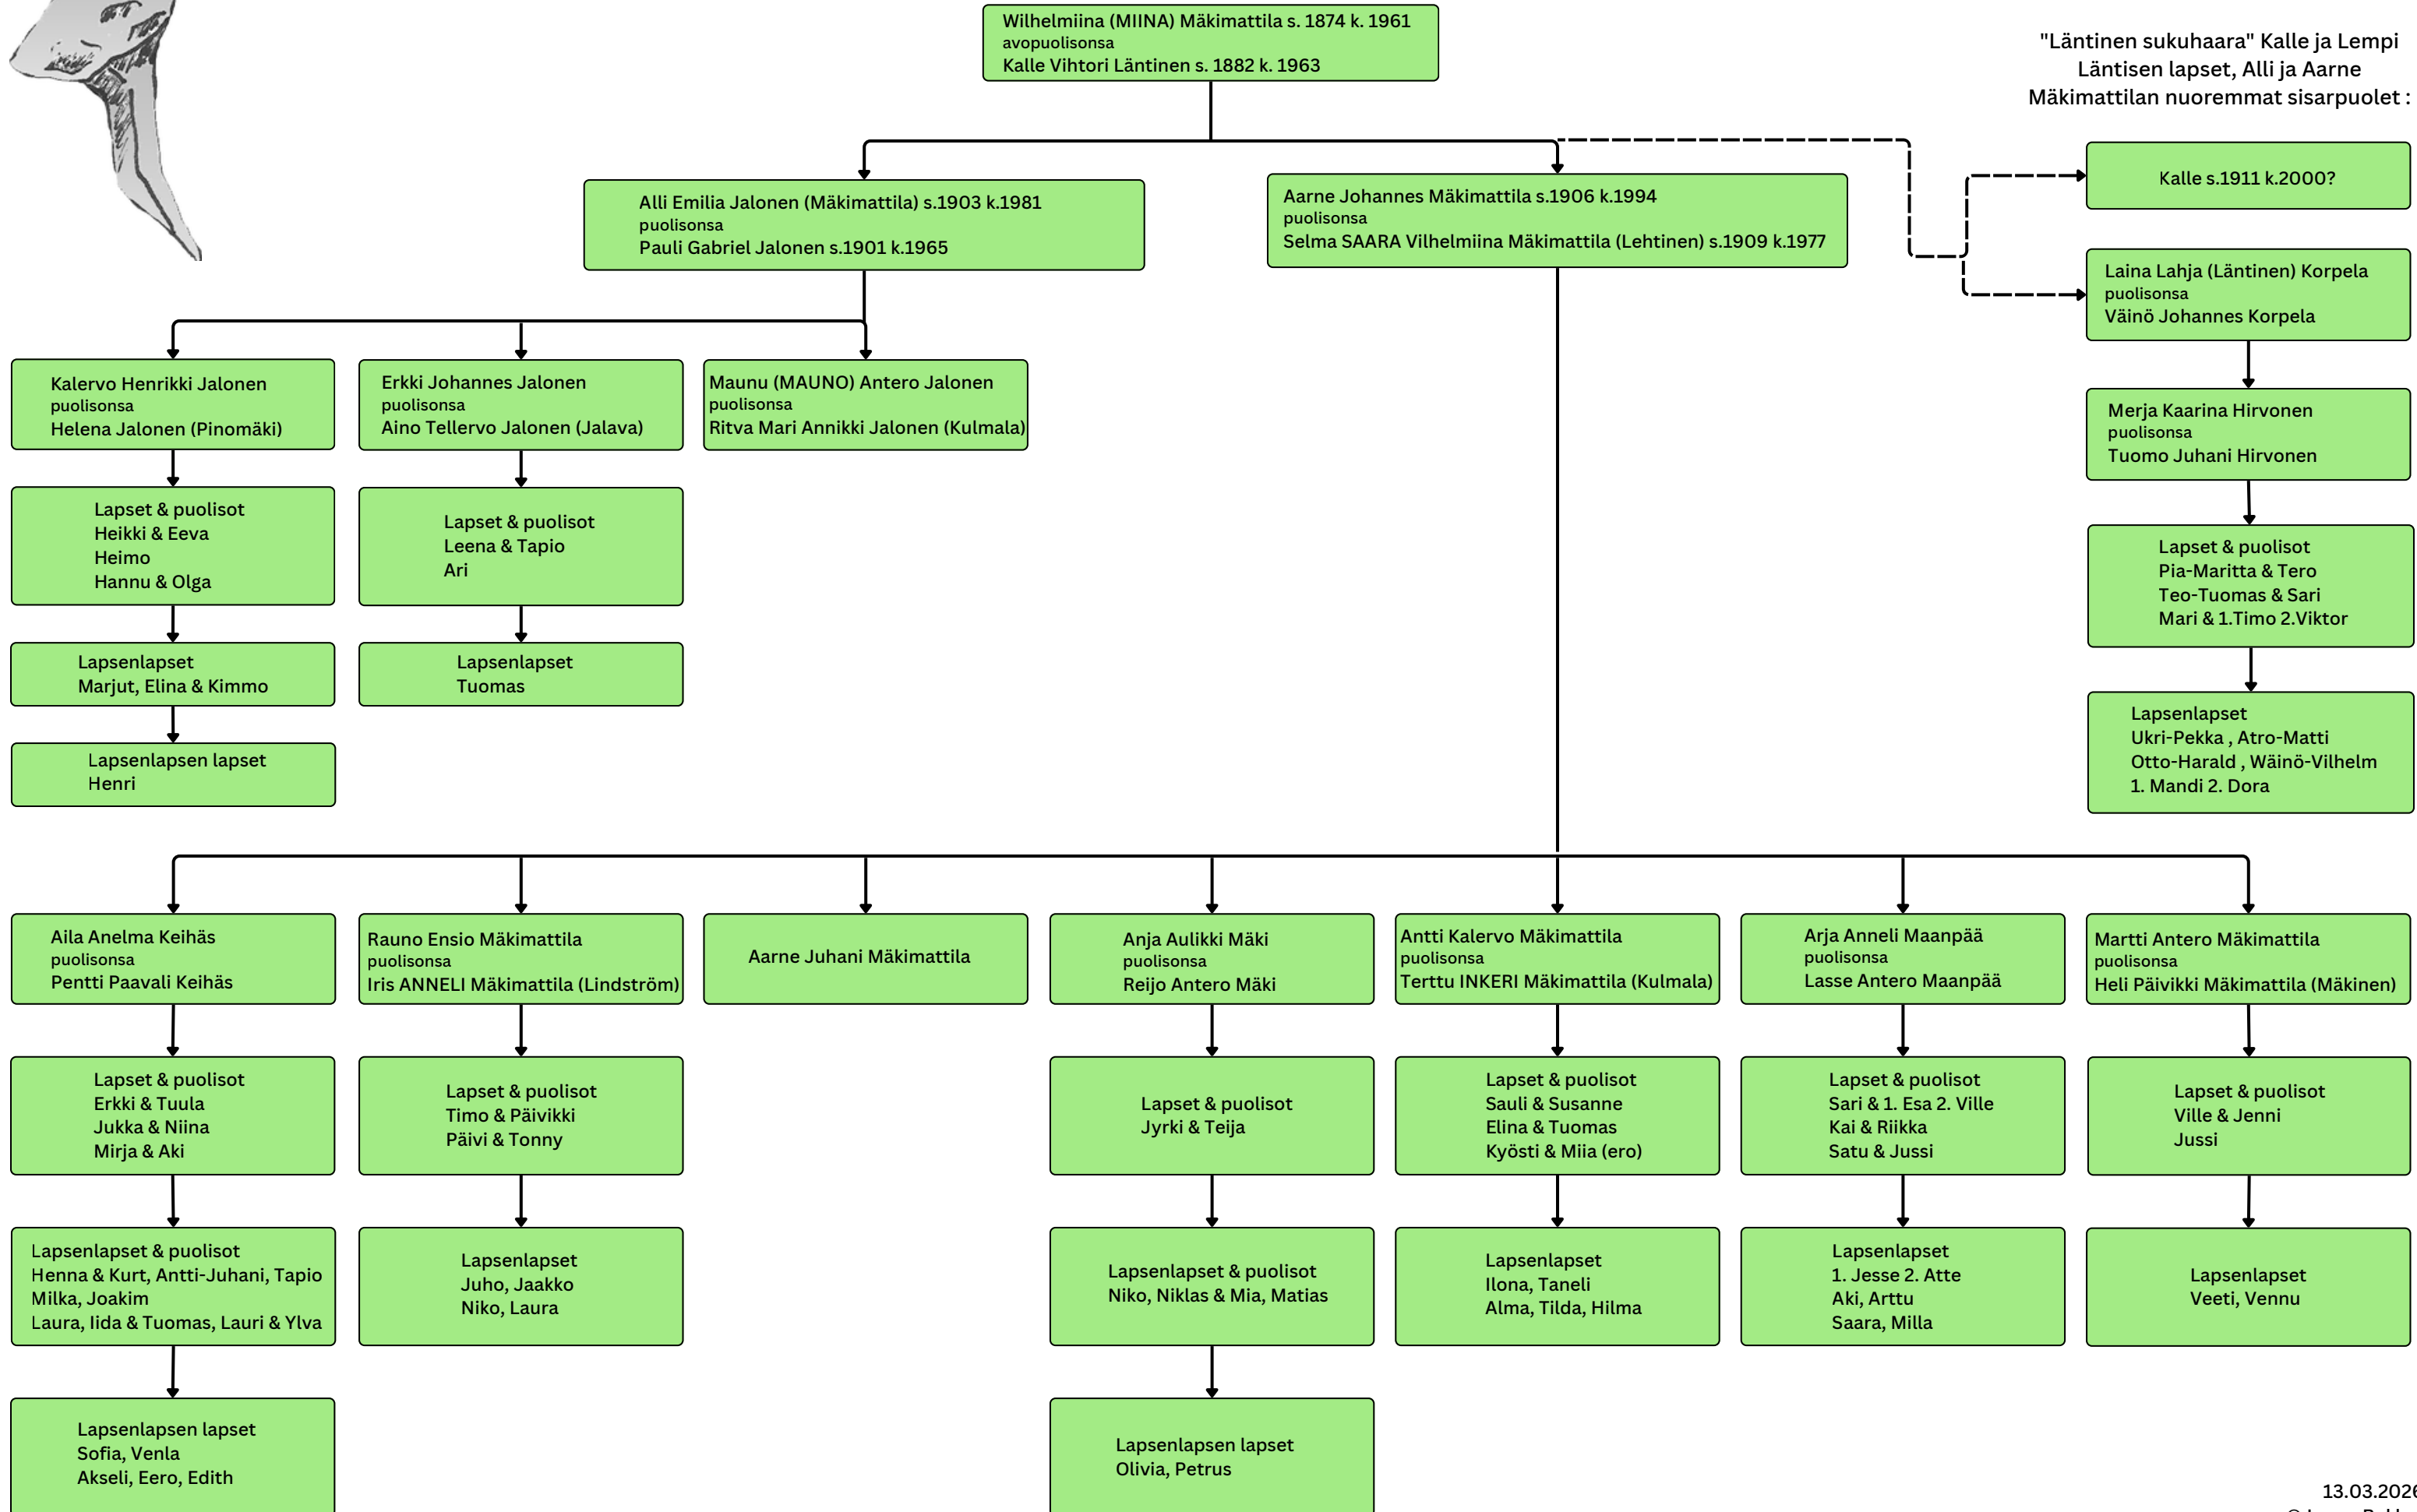 Wilhelmiina (MIINA) Mäkimattila s. 1874 k. 1961
avopuolisonsa
Kalle Vihtori Läntinen s. 1882 k. 1963
"Läntinen sukuhaara" Kalle ja Lempi
Läntisen lapset, Alli ja Aarne
Mäkimattilan nuoremmat sisarpuolet :
Alli Emilia Jalonen (Mäkimattila) s.1903 k.1981
puolisonsa
Pauli Gabriel Jalonen s.1901 k.1965
Aarne Johannes Mäkimattila s.1906 k.1994
puolisonsa
Selma SAARA Vilhelmiina Mäkimattila (Lehtinen) s.1909 k.1977
Kalle s.1911 k.2000?
Laina Lahja (Läntinen) Korpela
puolisonsa
Väinö Johannes Korpela
Kalervo Henrikki Jalonen
puolisonsa
Helena Jalonen (Pinomäki)
Erkki Johannes Jalonen
puolisonsa
Aino Tellervo Jalonen (Jalava)
Maunu (MAUNO) Antero Jalonen
puolisonsa
Ritva Mari Annikki Jalonen (Kulmala)
Merja Kaarina Hirvonen
puolisonsa
Tuomo Juhani Hirvonen
Lapset & puolisot
Heikki & Eeva
Heimo
Hannu & Olga
Lapset & puolisot
Leena & Tapio
Ari
Lapset & puolisot
Pia-Maritta & Tero
Teo-Tuomas & Sari
Mari & 1.Timo 2.Viktor
Lapsenlapset
Marjut, Elina & Kimmo
Lapsenlapset
Tuomas
Lapsenlapset
Ukri-Pekka , Atro-Matti
Otto-Harald , Wäinö-Vilhelm
1. Mandi 2. Dora
Lapsenlapsen lapset
Henri
Aila Anelma Keihäs
puolisonsa
Pentti Paavali Keihäs
Rauno Ensio Mäkimattila
puolisonsa
Iris ANNELI Mäkimattila (Lindström)
Aarne Juhani Mäkimattila
Anja Aulikki Mäki
puolisonsa
Reijo Antero Mäki
Antti Kalervo Mäkimattila
puolisonsa
Terttu INKERI Mäkimattila (Kulmala)
Arja Anneli Maanpää
puolisonsa
Lasse Antero Maanpää
Martti Antero Mäkimattila
puolisonsa
Heli Päivikki Mäkimattila (Mäkinen)
Lapset & puolisot
Erkki & Tuula
Jukka & Niina
Mirja & Aki
Lapset & puolisot
Timo & Päivikki
Päivi & Tonny
Lapset & puolisot
Jyrki & Teija
Lapset & puolisot
Sauli & Susanne
Elina & Tuomas
Kyösti & Miia (ero)
Lapset & puolisot
Sari & 1. Esa 2. Ville
Kai & Riikka
Satu & Jussi
Lapset & puolisot
Ville & Jenni
Jussi
Lapsenlapset & puolisot
Henna & Kurt, Antti-Juhani, Tapio
Milka, Joakim
Laura, Iida & Tuomas, Lauri & Ylva
Lapsenlapset
Juho, Jaakko
Niko, Laura
Lapsenlapset & puolisot
Niko, Niklas & Mia, Matias
Lapsenlapset
Ilona, Taneli
Alma, Tilda, Hilma
Lapsenlapset
1. Jesse 2. Atte
Aki, Arttu
Saara, Milla
Lapsenlapset
Veeti, Vennu
Lapsenlapsen lapset
Sofia, Venla
Akseli, Eero, Edith
Lapsenlapsen lapset
Olivia, Petrus
13.03.2026